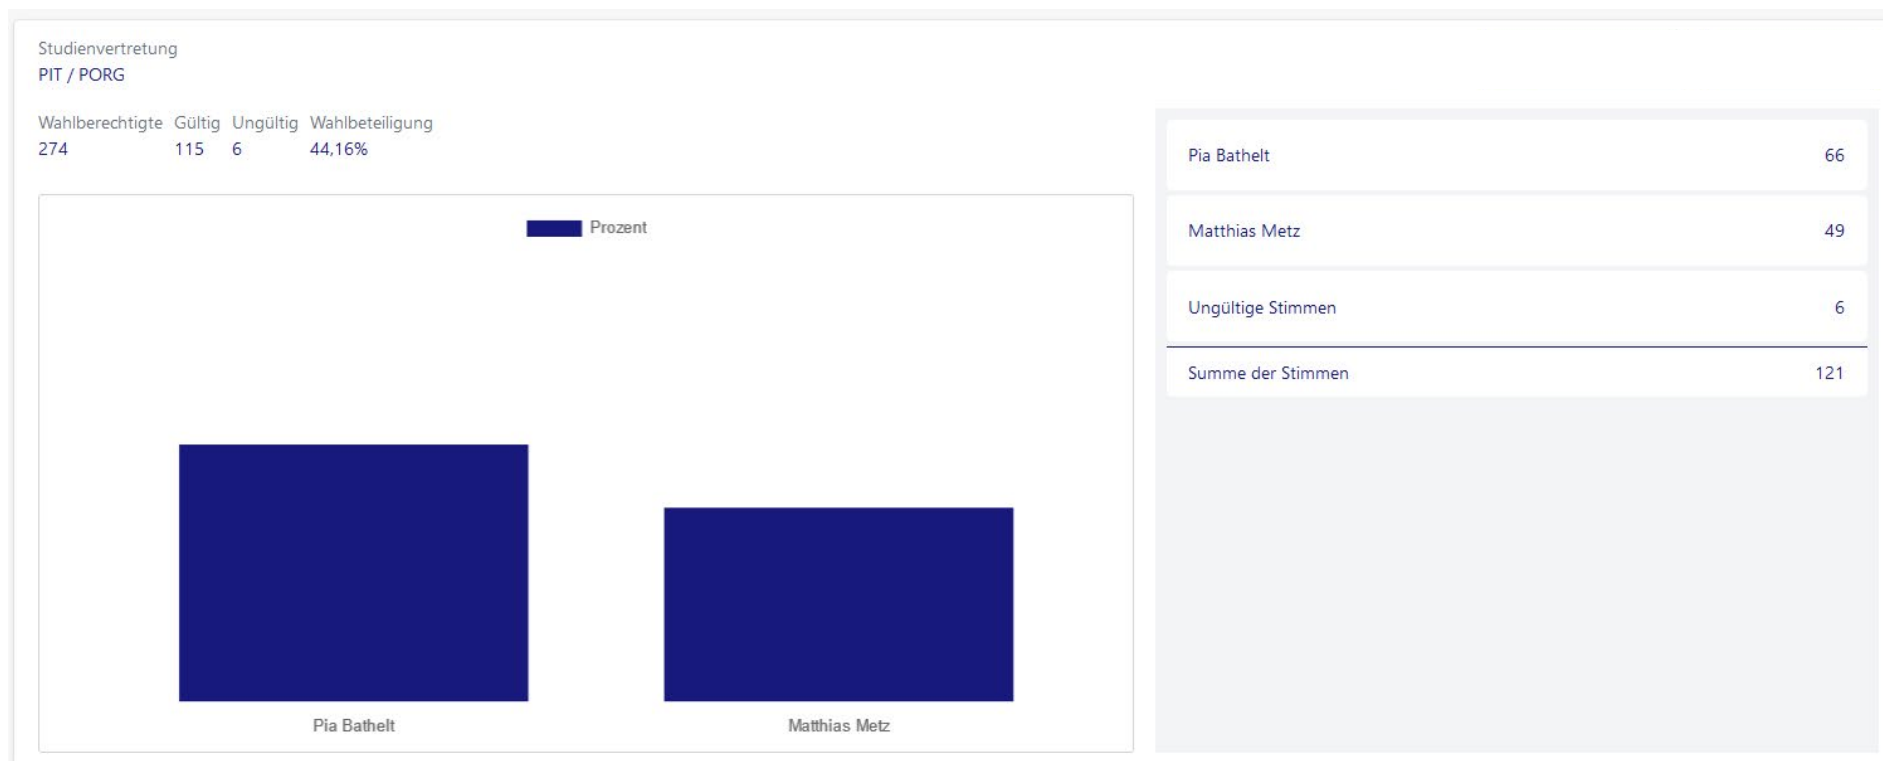 Studienvertretung
PIT / PORG
Wahlberechtigte Gültig Ungültig Wahlbeteiligung
274 115 6 44,16%
Prozent
Pia Bathelt Matthias Metz
Pia Bathelt 66
Matthias Metz 49
Ungültige Stimmen 6
Summe der Stimmen 121